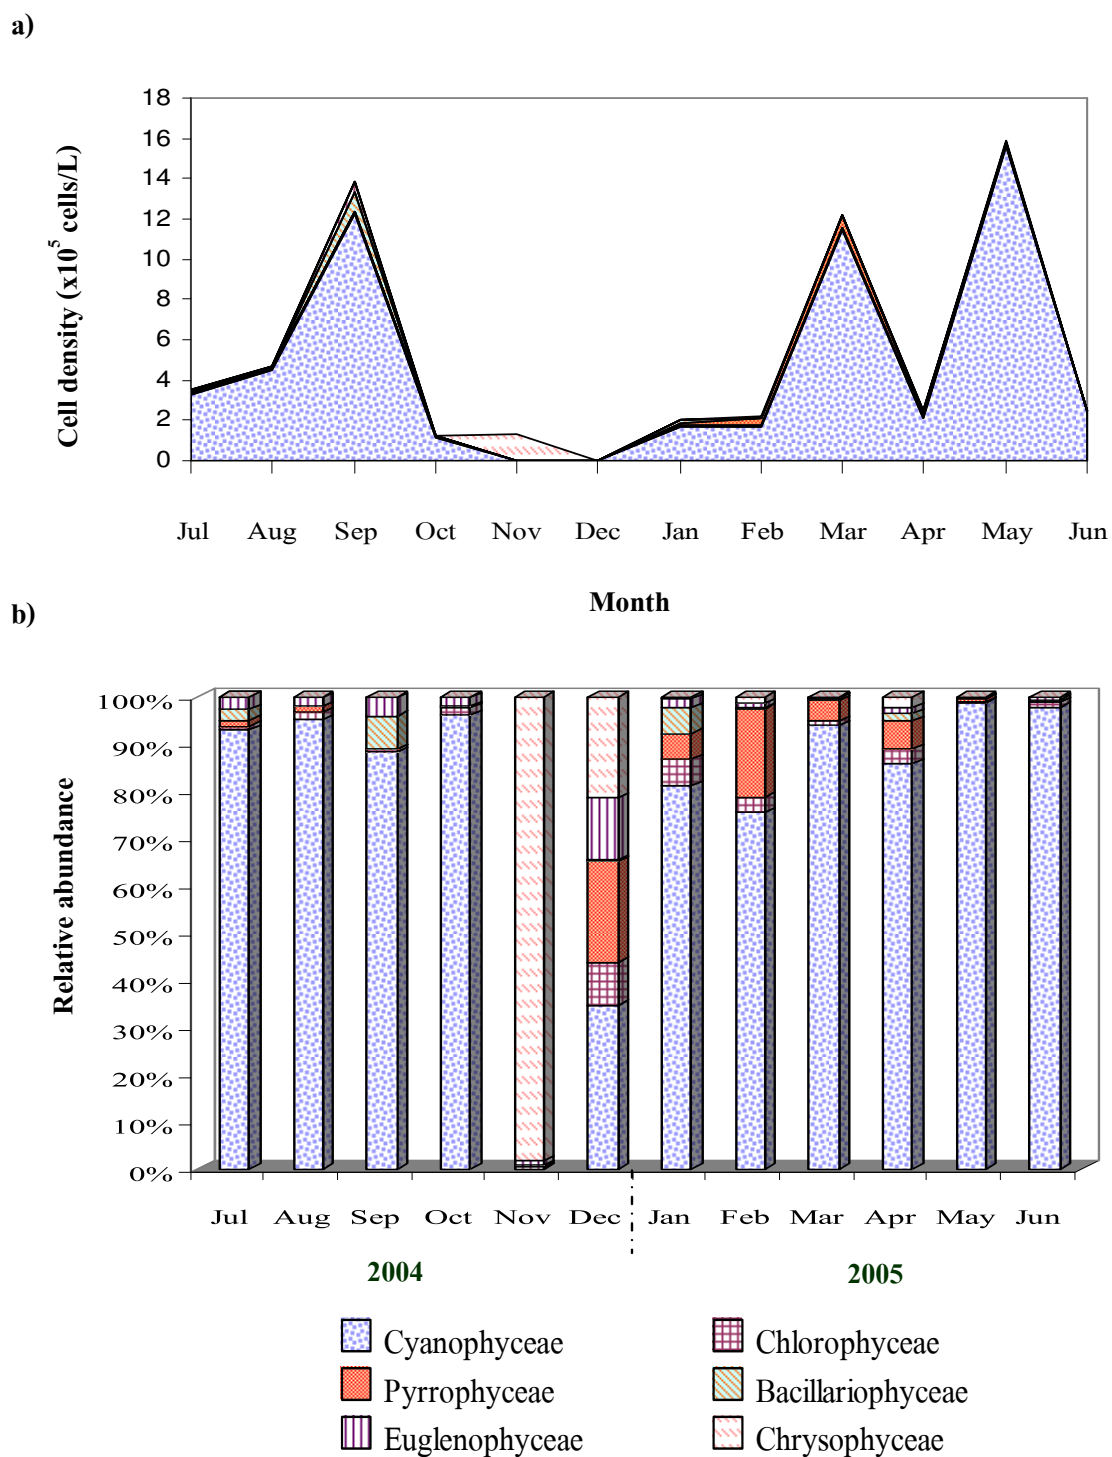 a)
Cell density (x10⁵ cells/L)
18
16
14
12
10
8
6
4
2
0
Jul Aug Sep Oct Nov Dec Jan Feb Mar Apr May Jun
Month
b)
Relative abundance
100%
90%
80%
70%
60%
50%
40%
30%
20%
10%
0%
Jul Aug Sep Oct Nov Dec Jan Feb Mar Apr May Jun
2004 2005
Cyanophyceae Chlorophyceae
Pyrrophyceae Bacillariophyceae
Euglenophyceae Chrysophyceae